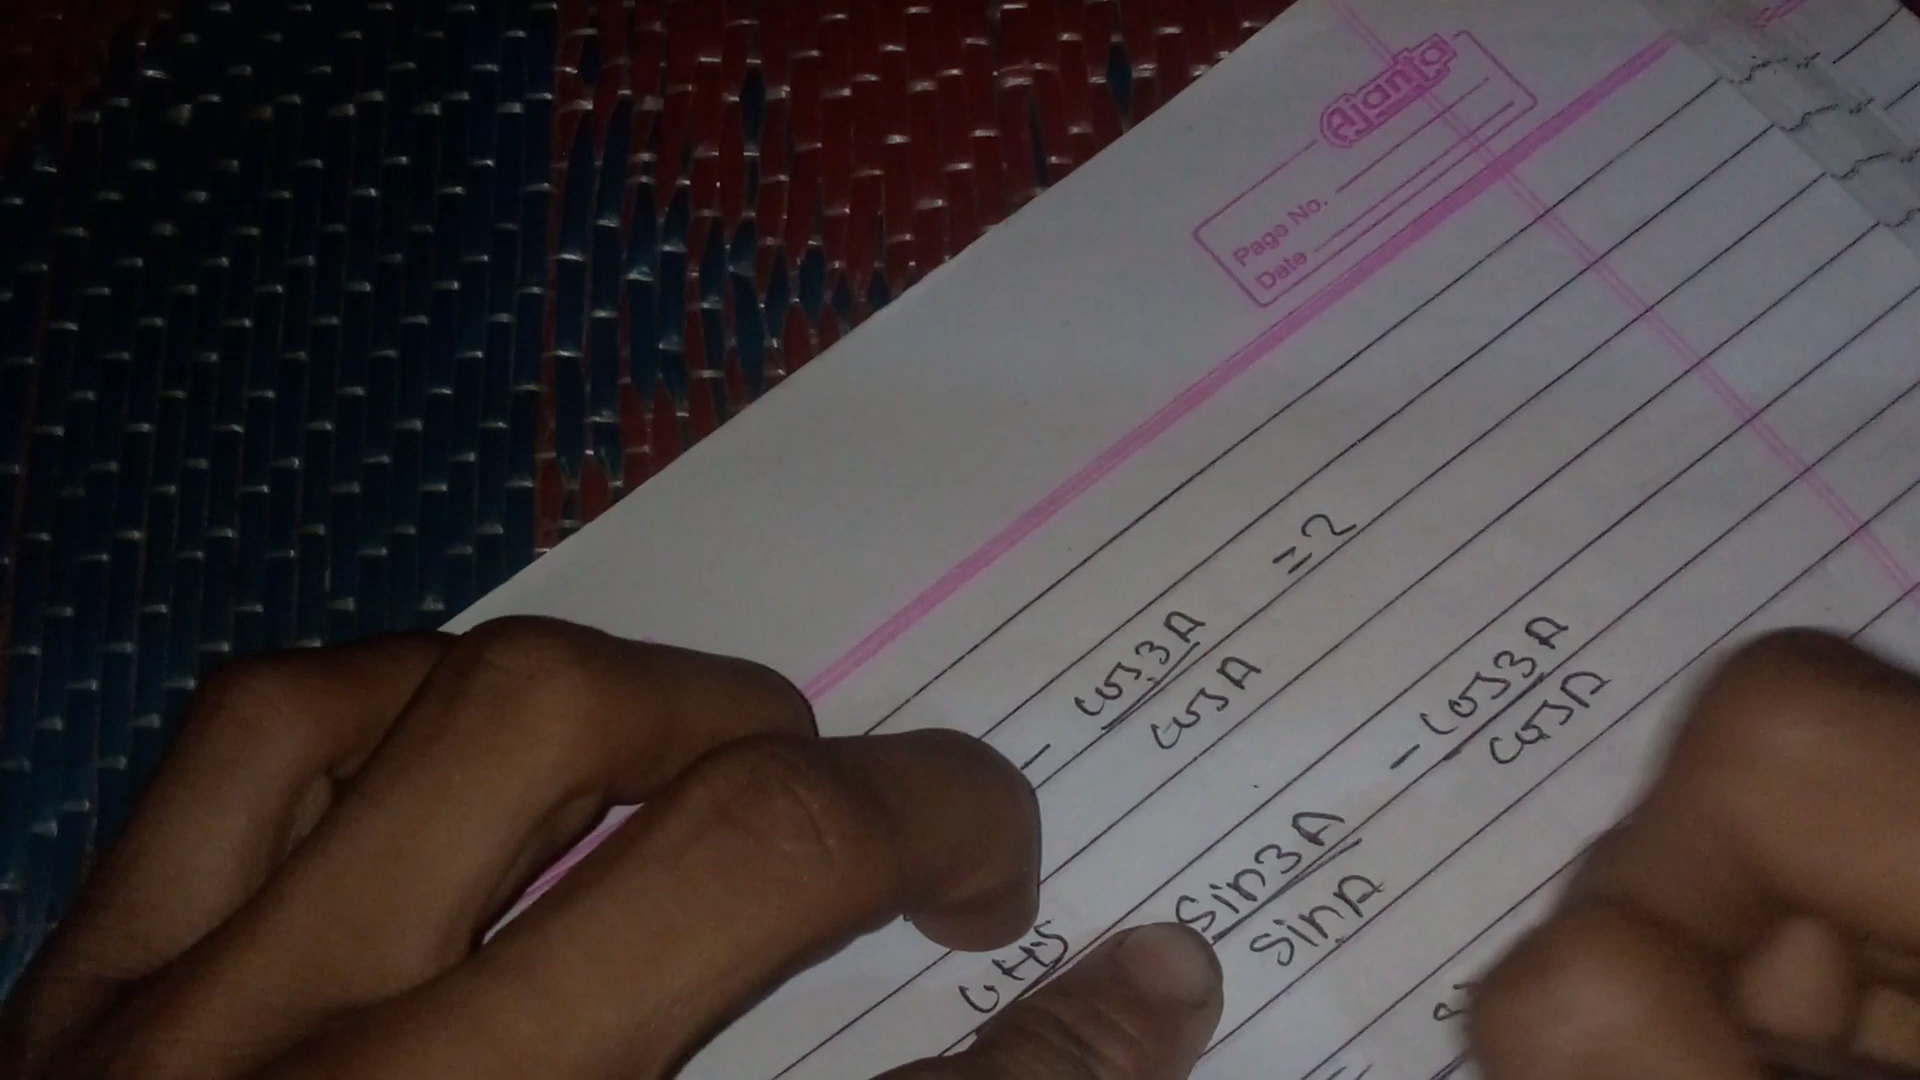 Ajanta
Page No.
Date
- cos3A / cosA = 2
LHS
sin3A / sinA - cos3A / cosA
=